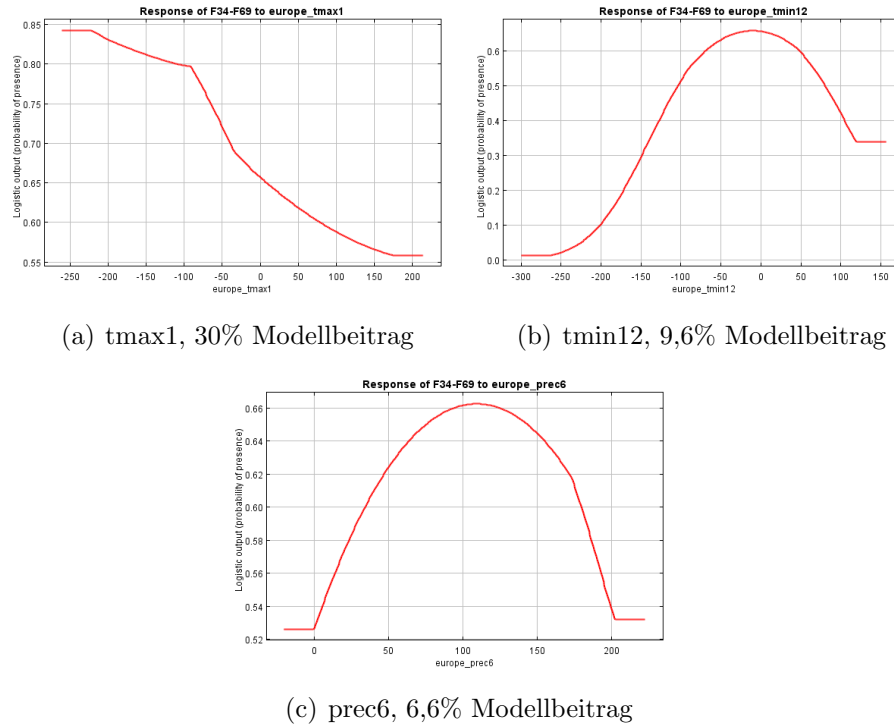 Response of F34-F69 to europe_tmax1
Logistic output (probability of presence)
0.85
0.80
0.75
0.70
0.65
0.60
0.55
-250 -200 -150 -100 -50 0 50 100 150 200
europe_tmax1
(a) tmax1, 30% Modellbeitrag
Response of F34-F69 to europe_tmin12
Logistic output (probability of presence)
0.6
0.5
0.4
0.3
0.2
0.1
0.0
-300 -250 -200 -150 -100 -50 0 50 100 150
europe_tmin12
(b) tmin12, 9,6% Modellbeitrag
Response of F34-F69 to europe_prec6
Logistic output (probability of presence)
0.66
0.64
0.62
0.60
0.58
0.56
0.54
0.52
0 50 100 150 200
europe_prec6
(c) prec6, 6,6% Modellbeitrag